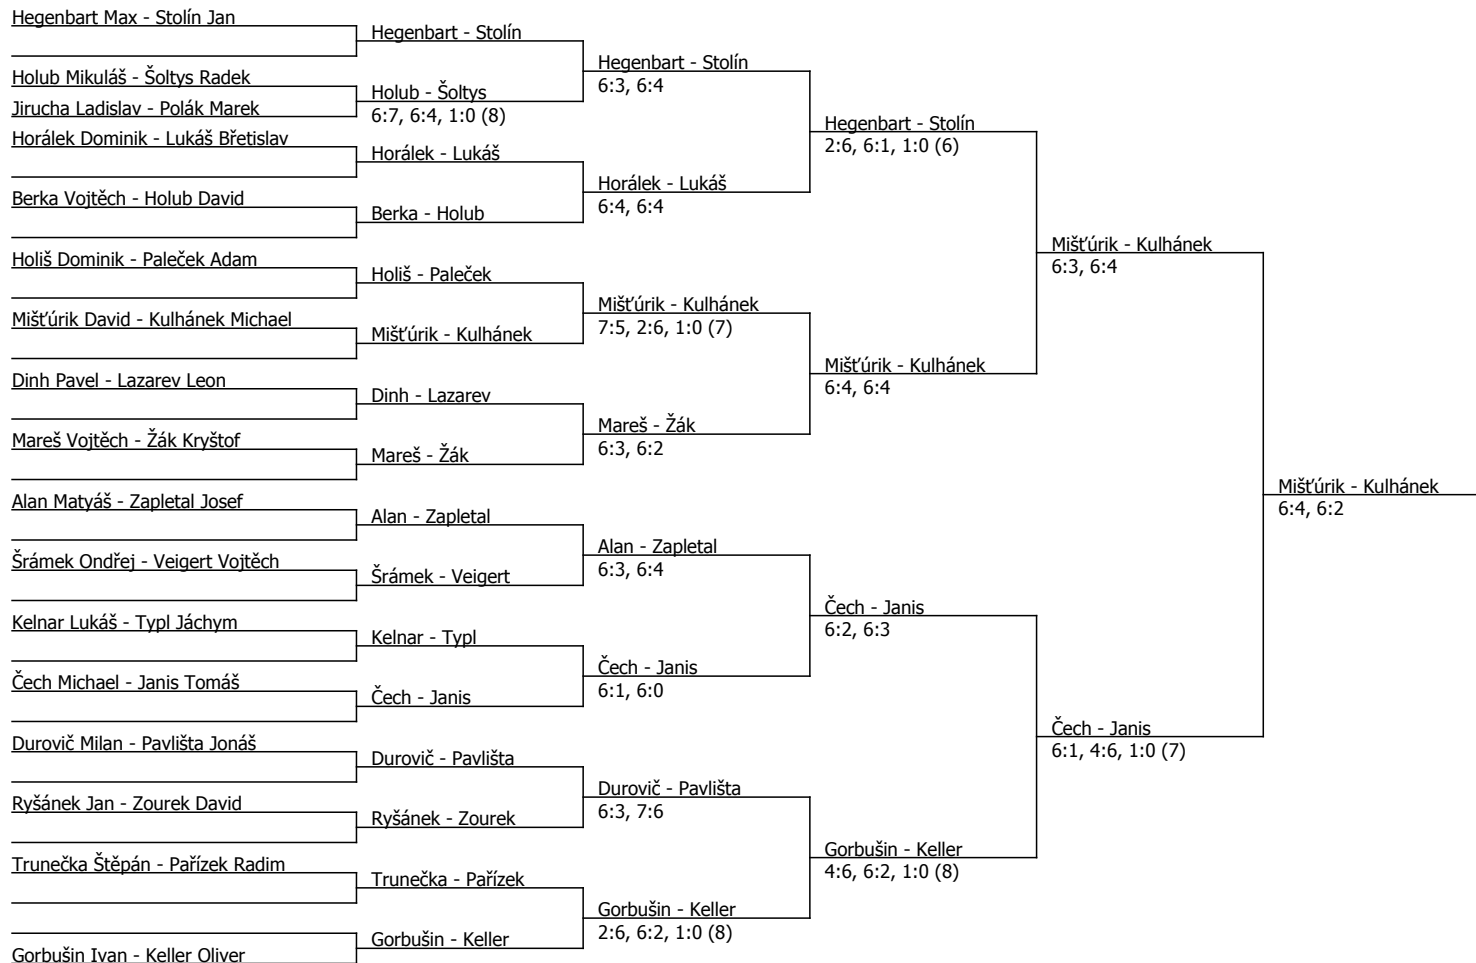 Hegenbart Max - Stolín Jan
Holub Mikuláš - Šoltys Radek
Jirucha Ladislav - Polák Marek
Horálek Dominik - Lukáš Břetislav
Berka Vojtěch - Holub David
Holiš Dominik - Paleček Adam
Mišťúrik David - Kulhánek Michael
Dinh Pavel - Lazarev Leon
Mareš Vojtěch - Žák Kryštof
Alan Matyáš - Zapletal Josef
Šrámek Ondřej - Veigert Vojtěch
Kelnar Lukáš - Typl Jáchym
Čech Michael - Janis Tomáš
Durovič Milan - Pavlišta Jonáš
Ryšánek Jan - Zourek David
Trunečka Štěpán - Pařízek Radim
Gorbušin Ivan - Keller Oliver
Hegenbart - Stolín
Holub - Šoltys
6:7, 6:4, 1:0 (8)
Horálek - Lukáš
Berka - Holub
Holiš - Paleček
Mišťúrik - Kulhánek
Dinh - Lazarev
Mareš - Žák
Alan - Zapletal
Šrámek - Veigert
Kelnar - Typl
Čech - Janis
Durovič - Pavlišta
Ryšánek - Zourek
Trunečka - Pařízek
Gorbušin - Keller
Hegenbart - Stolín
6:3, 6:4
Horálek - Lukáš
6:4, 6:4
Mišťúrik - Kulhánek
7:5, 2:6, 1:0 (7)
Mareš - Žák
6:3, 6:2
Alan - Zapletal
6:3, 6:4
Čech - Janis
6:1, 6:0
Durovič - Pavlišta
6:3, 7:6
Gorbušin - Keller
2:6, 6:2, 1:0 (8)
Hegenbart - Stolín
2:6, 6:1, 1:0 (6)
Mišťúrik - Kulhánek
6:4, 6:4
Čech - Janis
6:2, 6:3
Gorbušin - Keller
4:6, 6:2, 1:0 (8)
Mišťúrik - Kulhánek
6:3, 6:4
Čech - Janis
6:1, 4:6, 1:0 (7)
Mišťúrik - Kulhánek
6:4, 6:2